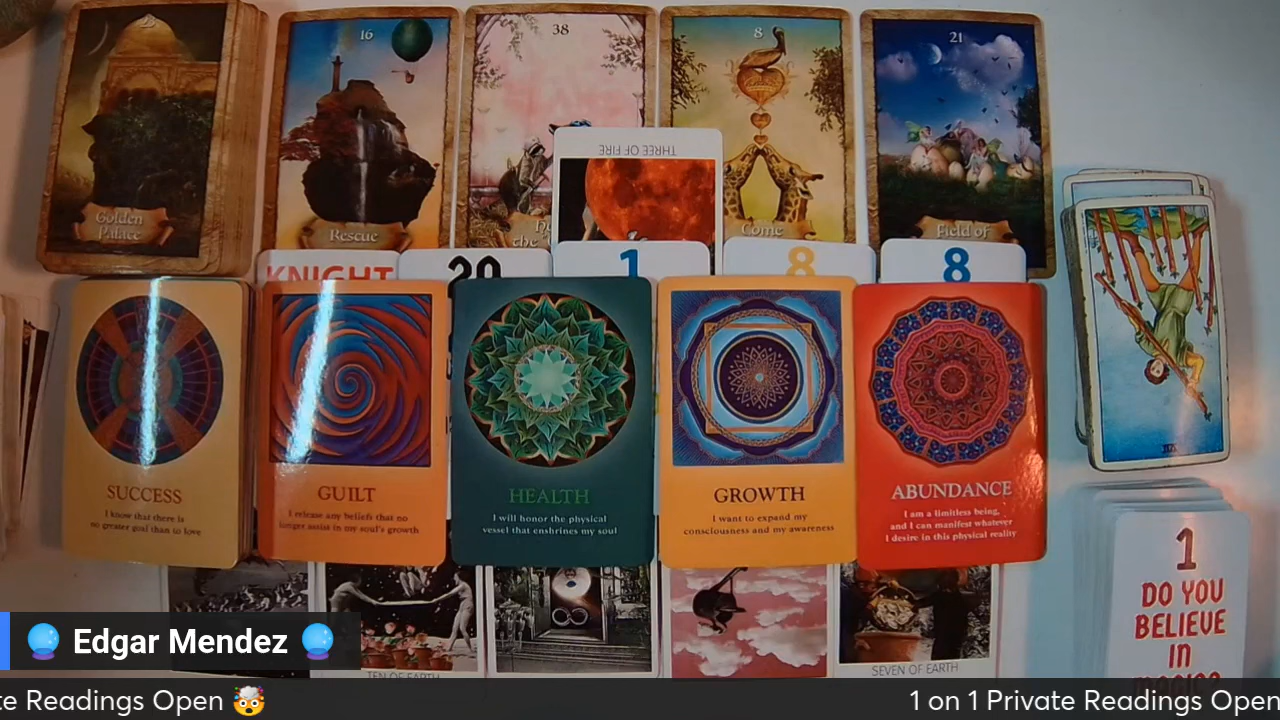 Golden
Palace
16
Rescue
38
the
THREE OF FIRE
8
Come
21
Field of
KNIGHT
20
1
8
8
SUCCESS
I know that there is
no greater goal than to love
GUILT
I release any beliefs that no
longer assist in my soul's growth
HEALTH
I will honor the physical
vessel that enshrines my soul
GROWTH
I want to expand my
consciousness and my awareness
ABUNDANCE
I am a limitless being,
and I can manifest whatever
I desire in this physical reality
1
DO YOU
BELIEVE
IN
MAGIC?
TEN OF EARTH
SEVEN OF EARTH
🔮 Edgar Mendez 🔮
te Readings Open 🤯
1 on 1 Private Readings Open